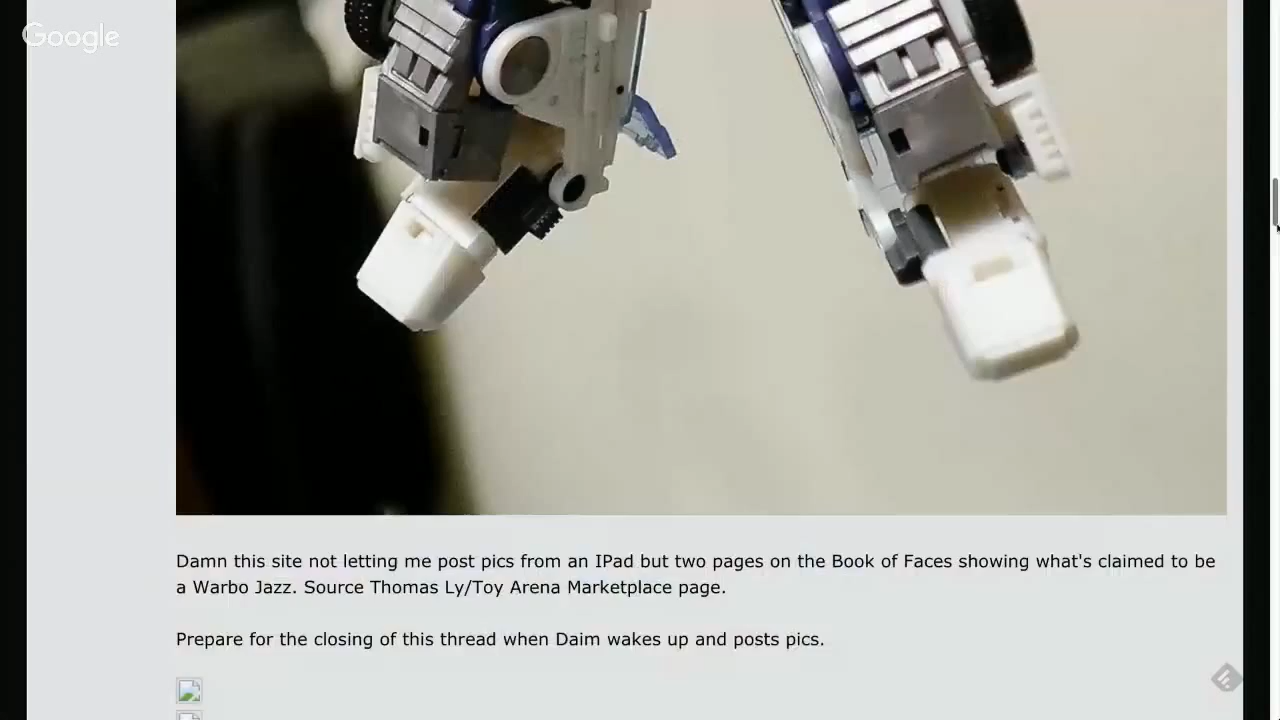 Google
Damn this site not letting me post pics from an IPad but two pages on the Book of Faces showing what's claimed to be
a Warbo Jazz. Source Thomas Ly/Toy Arena Marketplace page.
Prepare for the closing of this thread when Daim wakes up and posts pics.